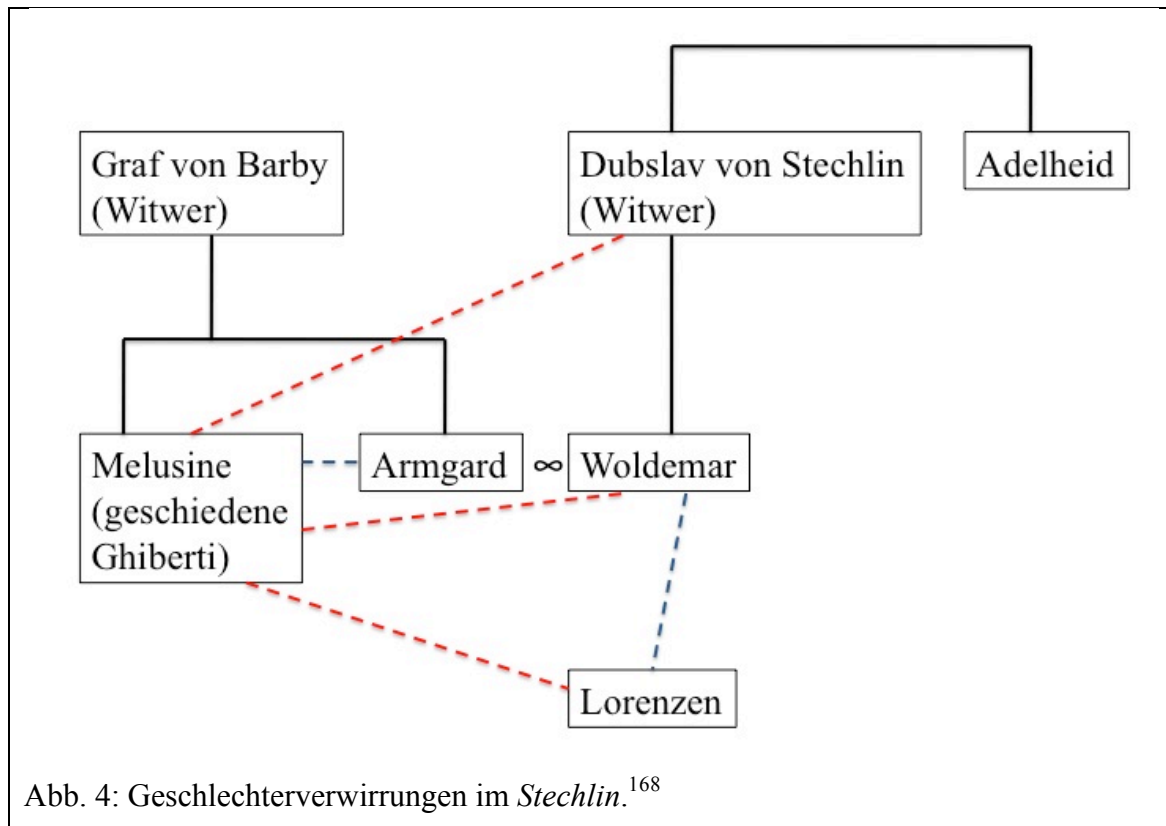 Graf von Barby
(Witwer)
Dubslav von Stechlin
(Witwer)
Adelheid
Melusine
(geschiedene
Ghiberti)
Armgard
∞
Woldemar
Lorenzen
Abb. 4: Geschlechterverwirrungen im Stechlin.168